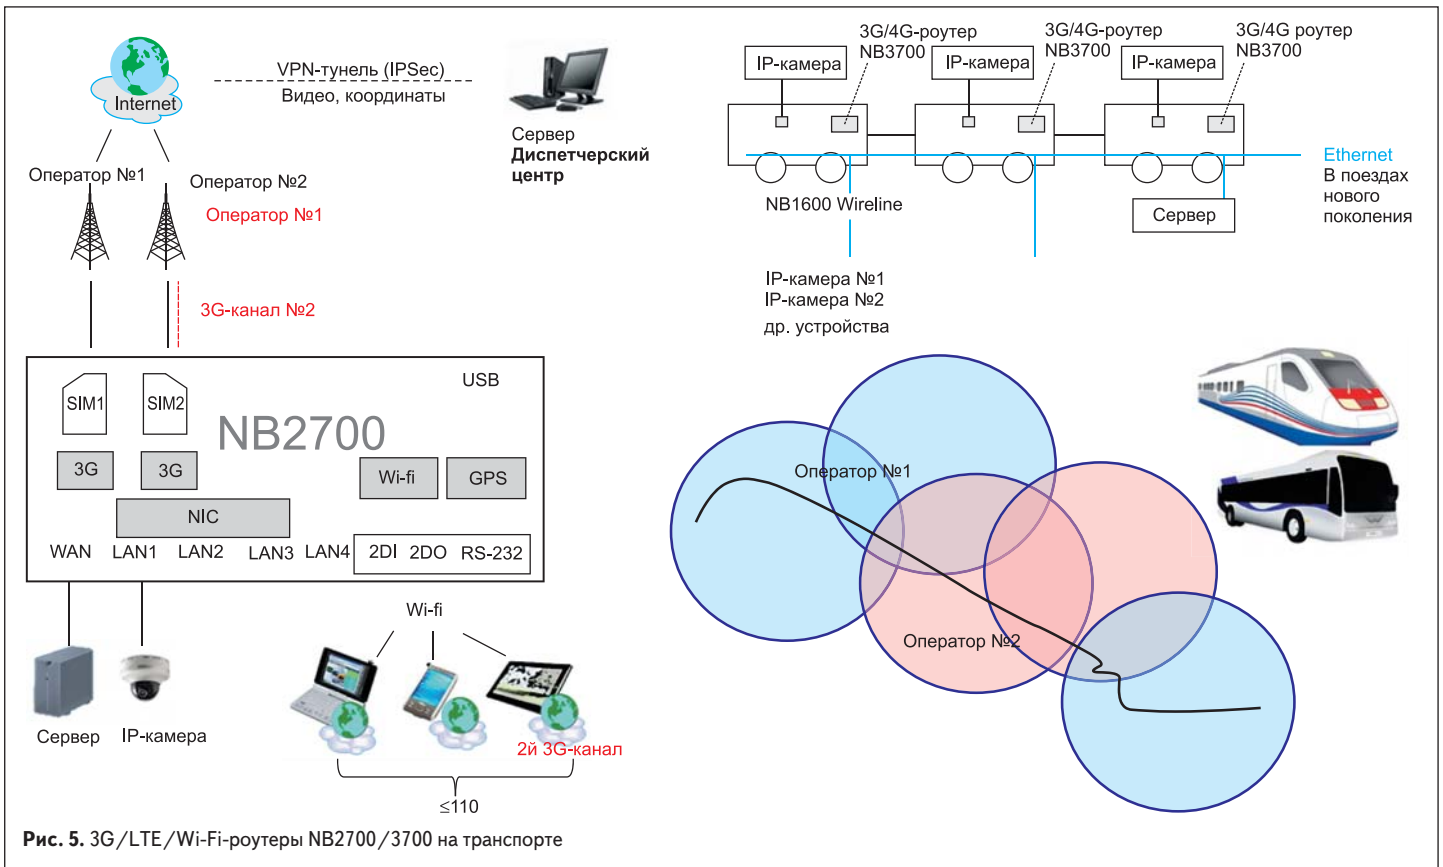 VPN-тунель (IPSec)
Видео, координаты
Internet
Сервер
Диспетчерский
центр
Оператор №1
Оператор №2
Оператор №1
3G-канал №2
USB
SIM1
SIM2
NB2700
3G
3G
Wi-fi
GPS
NIC
WAN
LAN1
LAN2
LAN3
LAN4
2DI
2DO
RS-232
Wi-fi
Сервер
IP-камера
2й 3G-канал
≤110
3G/4G-роутер
NB3700
3G/4G-роутер
NB3700
3G/4G роутер
NB3700
IP-камера
IP-камера
IP-камера
Ethernet
В поездах
нового
поколения
NB1600 Wireline
Сервер
IP-камера №1
IP-камера №2
др. устройства
Оператор №1
Оператор №2
Рис. 5. 3G/LTE/Wi-Fi-роутеры NB2700/3700 на транспорте